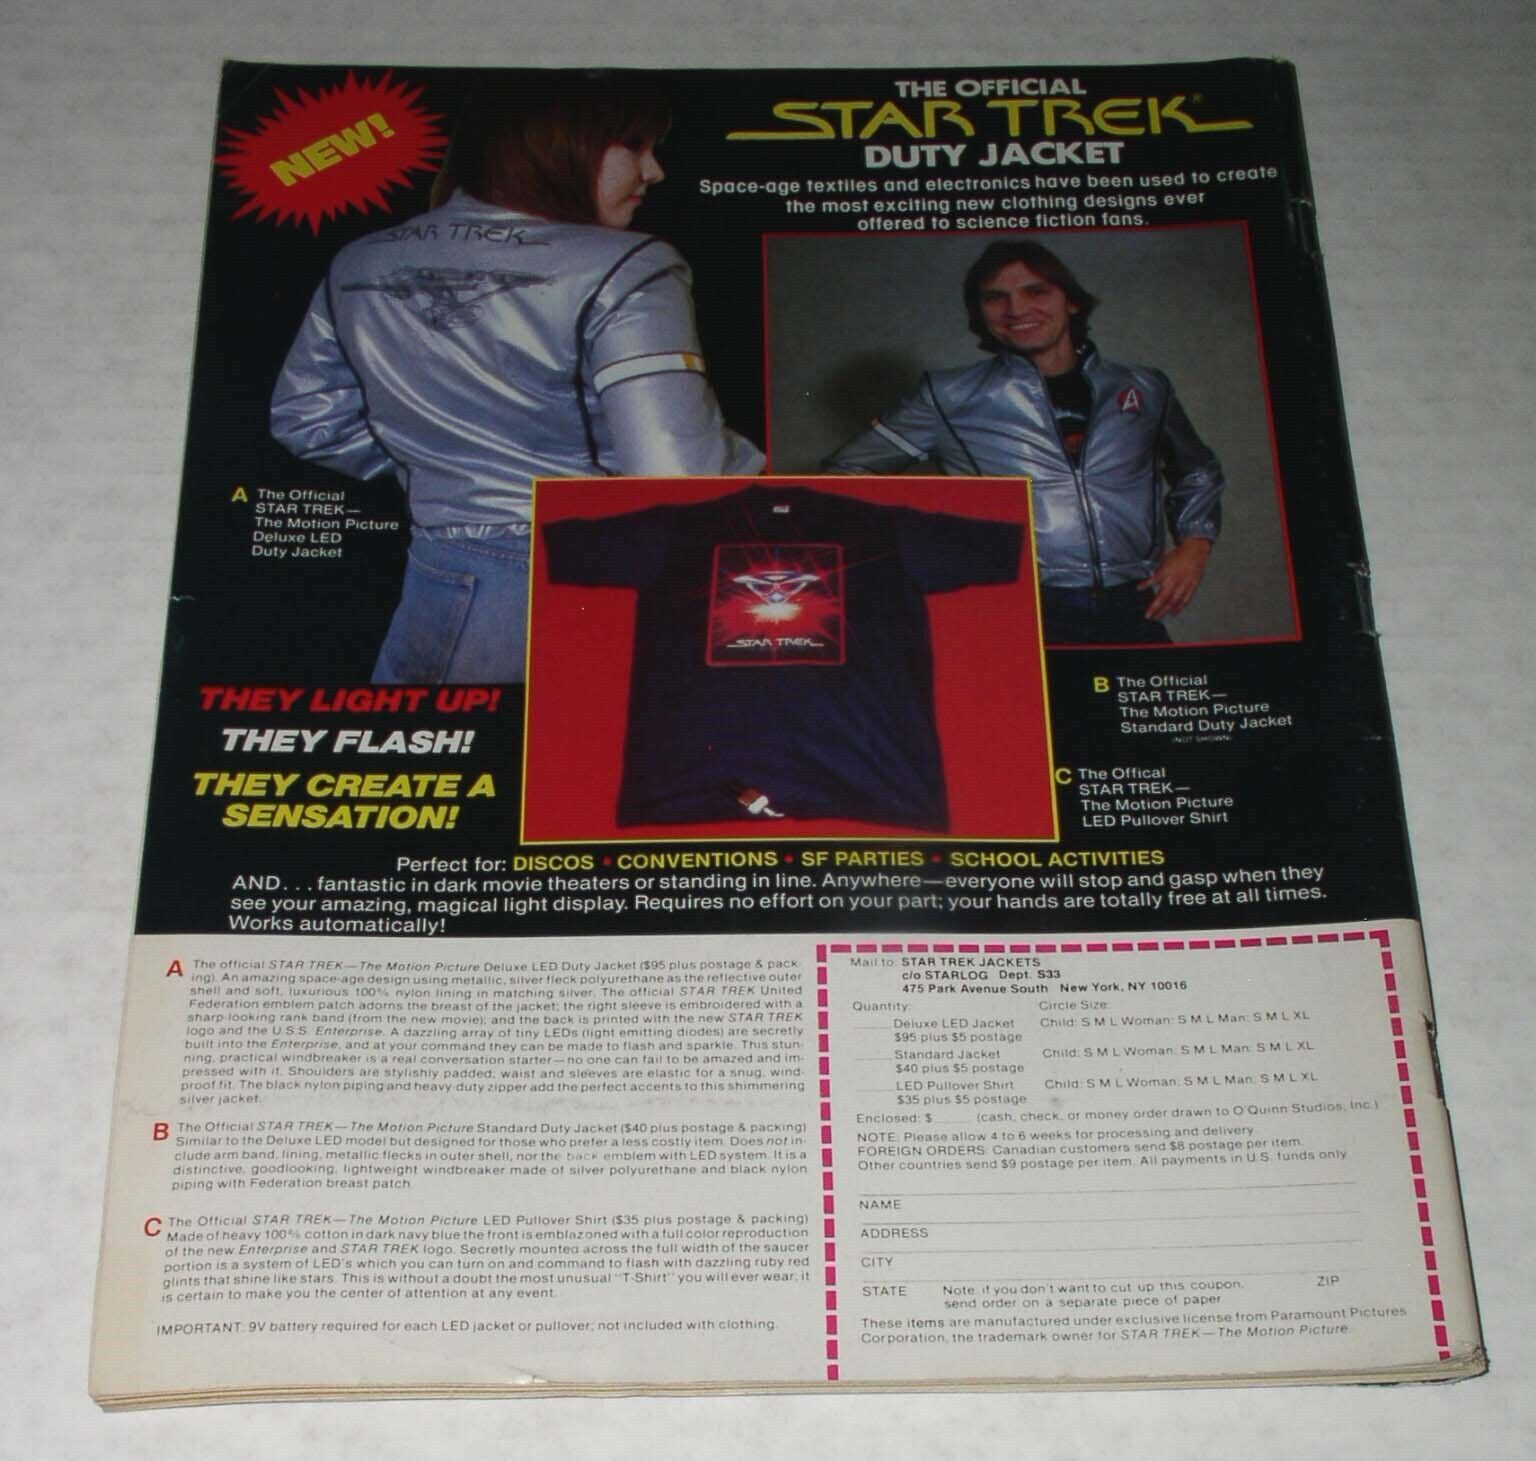 NEW!
THE OFFICIAL
STAR TREK®
DUTY JACKET
Space-age textiles and electronics have been used to create
the most exciting new clothing designs ever
offered to science fiction fans.
STAR TREK
A The Official
STAR TREK—
The Motion Picture
Deluxe LED
Duty Jacket
STAR TREK
B The Official
STAR TREK—
The Motion Picture
Standard Duty Jacket
(NOT SHOWN)
C The Offical
STAR TREK—
The Motion Picture
LED Pullover Shirt
THEY LIGHT UP!
THEY FLASH!
THEY CREATE A
SENSATION!
Perfect for: DISCOS • CONVENTIONS • SF PARTIES • SCHOOL ACTIVITIES
AND. . . fantastic in dark movie theaters or standing in line. Anywhere—everyone will stop and gasp when they
see your amazing, magical light display. Requires no effort on your part; your hands are totally free at all times.
Works automatically!
A The official STAR TREK—The Motion Picture Deluxe LED Duty Jacket ($95 plus postage & pack-
ing). An amazing space-age design using metallic, silver fleck polyurethane as the reflective outer
shell and soft, luxurious 100% nylon lining in matching silver. The official STAR TREK United
Federation emblem patch adorns the breast of the jacket; the right sleeve is embroidered with a
sharp-looking rank band (from the new movie); and the back is printed with the new STAR TREK
logo and the U.S.S. Enterprise. A dazzling array of tiny LEDs (light emitting diodes) are secretly
built into the Enterprise, and at your command they can be made to flash and sparkle. This stun-
ning, practical windbreaker is a real conversation starter—no one can fail to be amazed and im-
pressed with it. Shoulders are stylishly padded; waist and sleeves are elastic for a snug, wind-
proof fit. The black nylon piping and heavy-duty zipper add the perfect accents to this shimmering
silver jacket.
B The Official STAR TREK—The Motion Picture Standard Duty Jacket ($40 plus postage & packing)
Similar to the Deluxe LED model but designed for those who prefer a less costly item. Does not in-
clude arm band, lining, metallic flecks in outer shell, nor the back emblem with LED system. It is a
distinctive, goodlooking, lightweight windbreaker made of silver polyurethane and black nylon
piping with Federation breast patch.
C The Official STAR TREK—The Motion Picture LED Pullover Shirt ($35 plus postage & packing)
Made of heavy 100% cotton in dark navy blue the front is emblazoned with a full color reproduction
of the new Enterprise and STAR TREK logo. Secretly mounted across the full width of the saucer
portion is a system of LED's which you can turn on and command to flash with dazzling ruby red
glints that shine like stars. This is without a doubt the most unusual "T-Shirt" you will ever wear; it
is certain to make you the center of attention at any event.
IMPORTANT: 9V battery required for each LED jacket or pullover; not included with clothing.
Mail to: STAR TREK JACKETS
c/o STARLOG Dept. S33
475 Park Avenue South New York, NY 10016
Quantity: Circle Size:
Deluxe LED Jacket Child: S M L Woman: S M L Man: S M L XL
$95 plus $5 postage
Standard Jacket Child: S M L Woman: S M L Man: S M L XL
$40 plus $5 postage
LED Pullover Shirt Child: S M L Woman: S M L Man: S M L XL
$35 plus $5 postage
Enclosed: $ (cash, check, or money order drawn to O'Quinn Studios, Inc.)
NOTE: Please allow 4 to 6 weeks for processing and delivery.
FOREIGN ORDERS: Canadian customers send $8 postage per item.
Other countries send $9 postage per item. All payments in U.S. funds only.
NAME
ADDRESS
CITY
STATE ZIP
Note: if you don't want to cut up this coupon,
send order on a separate piece of paper.
These items are manufactured under exclusive license from Paramount Pictures
Corporation, the trademark owner for STAR TREK—The Motion Picture.